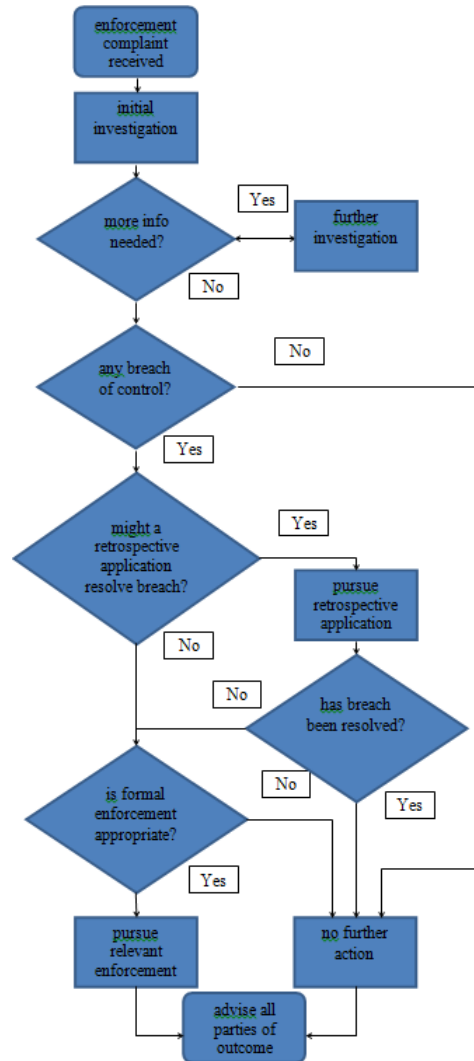 enforcement
complaint
received
initial
investigation
more info
needed?
Yes
further
investigation
No
any breach
of control?
No
Yes
might a
retrospective
application
resolve breach?
Yes
pursue
retrospective
application
No
No
has breach
been resolved?
is formal
enforcement
appropriate?
No
Yes
Yes
pursue
relevant
enforcement
no further
action
advise all
parties of
outcome